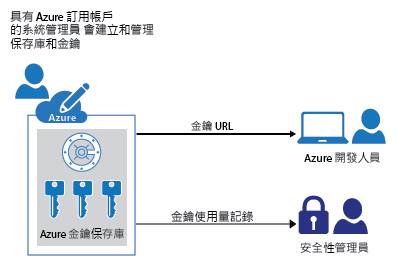 具有 Azure 訂用帳戶
的系統管理員 會建立和管理
保存庫和金鑰
Azure
金鑰 URL
Azure 開發人員
Azure 金鑰保存庫
金鑰使用量記錄
安全性管理員